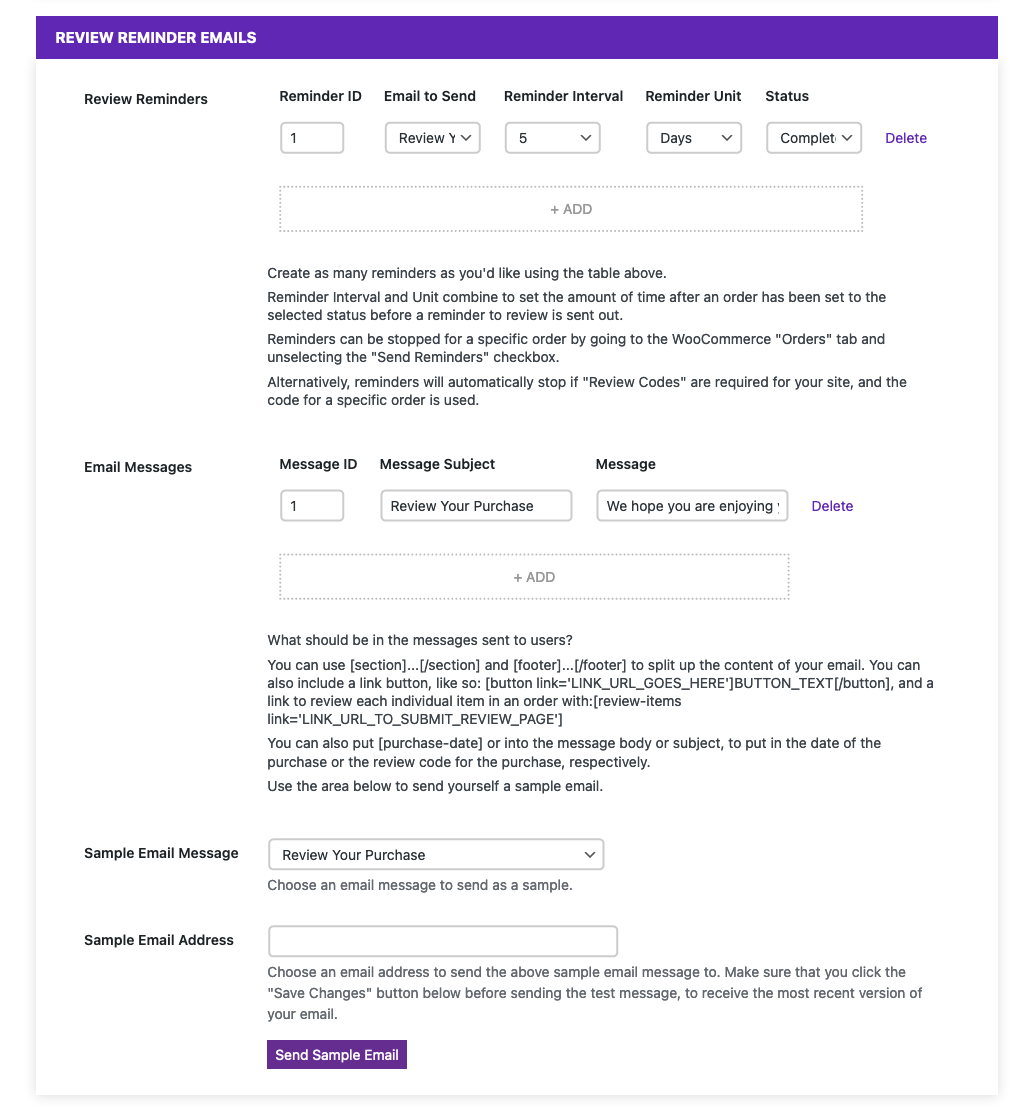 REVIEW REMINDER EMAILS
Review Reminders
Reminder ID Email to Send Reminder Interval Reminder Unit Status
1 Review Y 5 Days Complet Delete
+ ADD
Create as many reminders as you'd like using the table above.
Reminder Interval and Unit combine to set the amount of time after an order has been set to the
selected status before a reminder to review is sent out.
Reminders can be stopped for a specific order by going to the WooCommerce "Orders" tab and
unselecting the "Send Reminders" checkbox.
Alternatively, reminders will automatically stop if "Review Codes" are required for your site, and the
code for a specific order is used.
Email Messages
Message ID Message Subject Message
1 Review Your Purchase We hope you are enjoying Delete
+ ADD
What should be in the messages sent to users?
You can use [section]...[/section] and [footer]...[/footer] to split up the content of your email. You can
also include a link button, like so: [button link='LINK_URL_GOES_HERE']BUTTON_TEXT[/button], and a
link to review each individual item in an order with:[review-items
link='LINK_URL_TO_SUBMIT_REVIEW_PAGE']
You can also put [purchase-date] or into the message body or subject, to put in the date of the
purchase or the review code for the purchase, respectively.
Use the area below to send yourself a sample email.
Sample Email Message
Review Your Purchase
Choose an email message to send as a sample.
Sample Email Address
Choose an email address to send the above sample email message to. Make sure that you click the
"Save Changes" button below before sending the test message, to receive the most recent version of
your email.
Send Sample Email